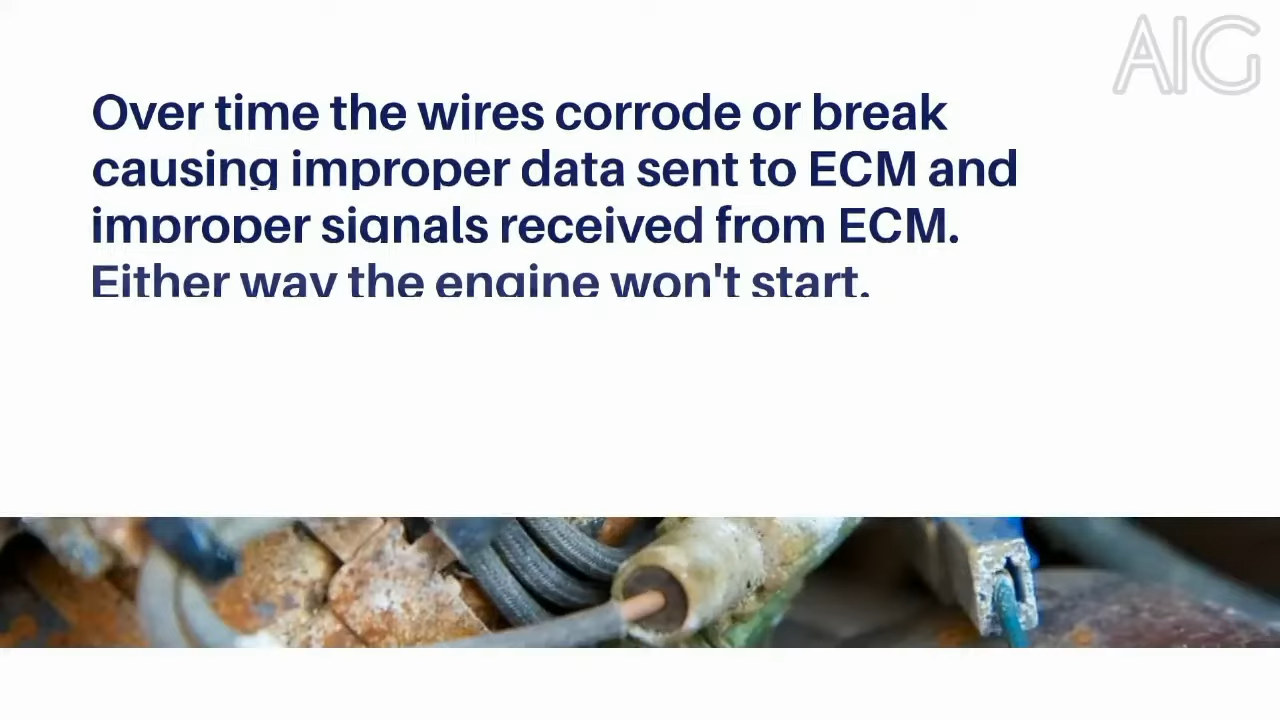 AIG
Over time the wires corrode or break
causing improper data sent to ECM and
improper signals received from ECM.
Either way the engine won't start.